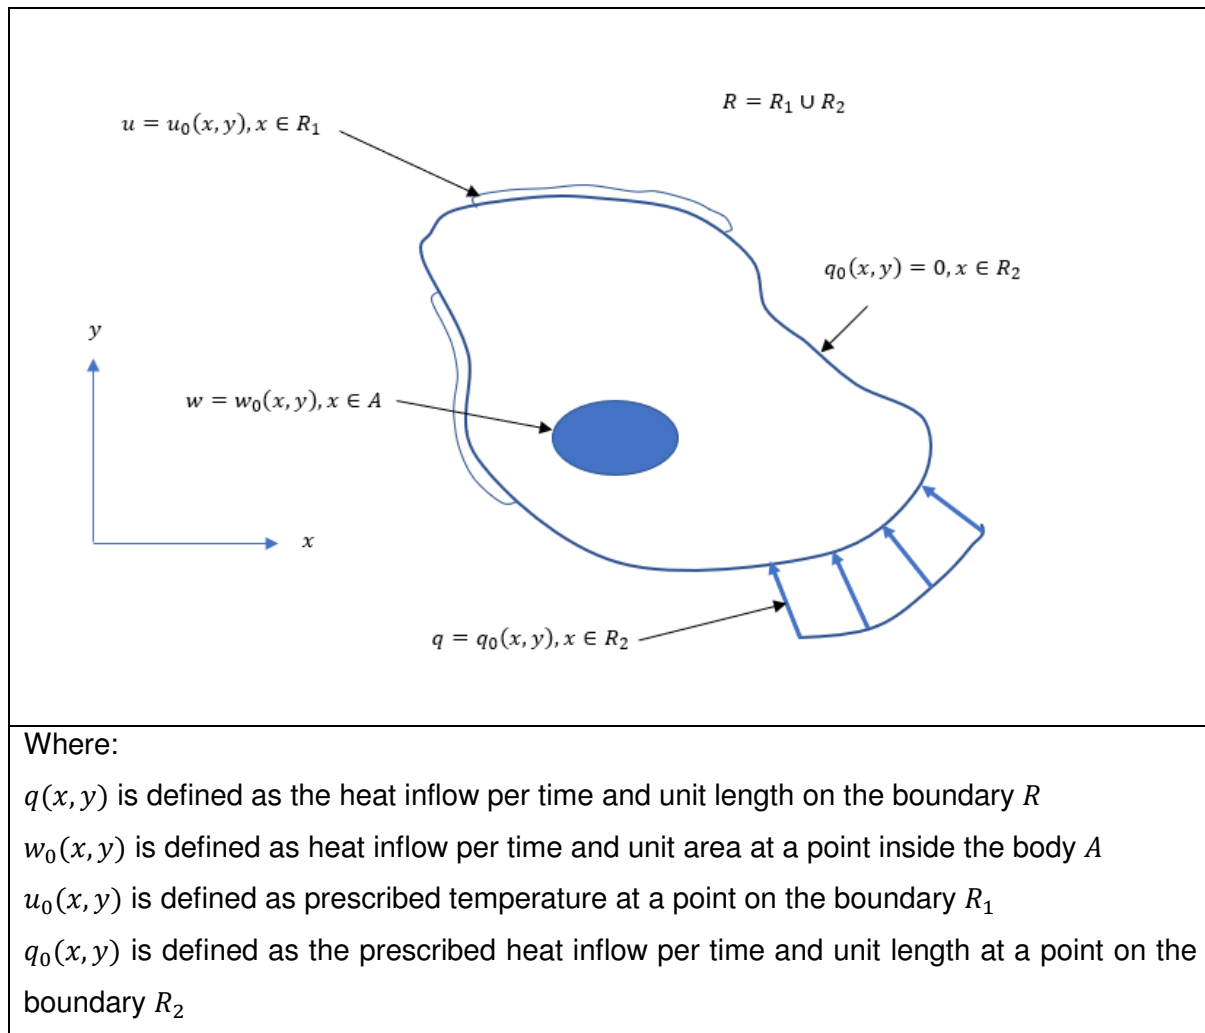 R = R₁ ∪ R₂
u = u₀(x, y), x ∈ R₁
q₀(x, y) = 0, x ∈ R₂
y
w = w₀(x, y), x ∈ A
x
q = q₀(x, y), x ∈ R₂
Where:
q(x, y) is defined as the heat inflow per time and unit length on the boundary R
w₀(x, y) is defined as heat inflow per time and unit area at a point inside the body A
u₀(x, y) is defined as prescribed temperature at a point on the boundary R₁
q₀(x, y) is defined as the prescribed heat inflow per time and unit length at a point on the
boundary R₂